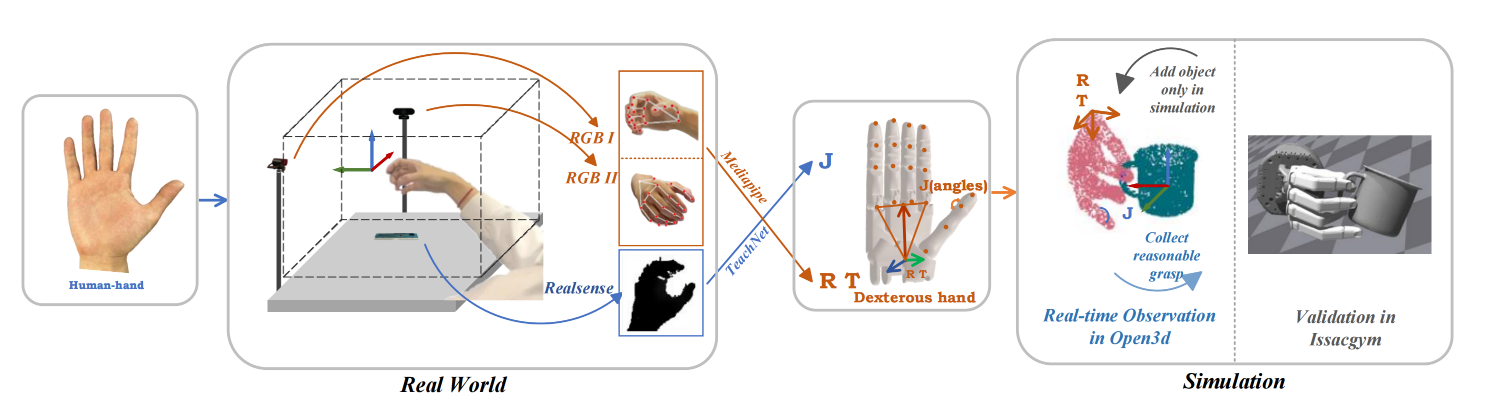 Human-hand
RGB I
RGB II
Realsense
Mediapipe
TeachNet
J
R T
J(angles)
R T
Dexterous hand
R
T
Add object
only in
simulation
J
Collect
reasonable
grasp
Real-time Observation
in Open3d
Validation in
Issacgym
Real World
Simulation